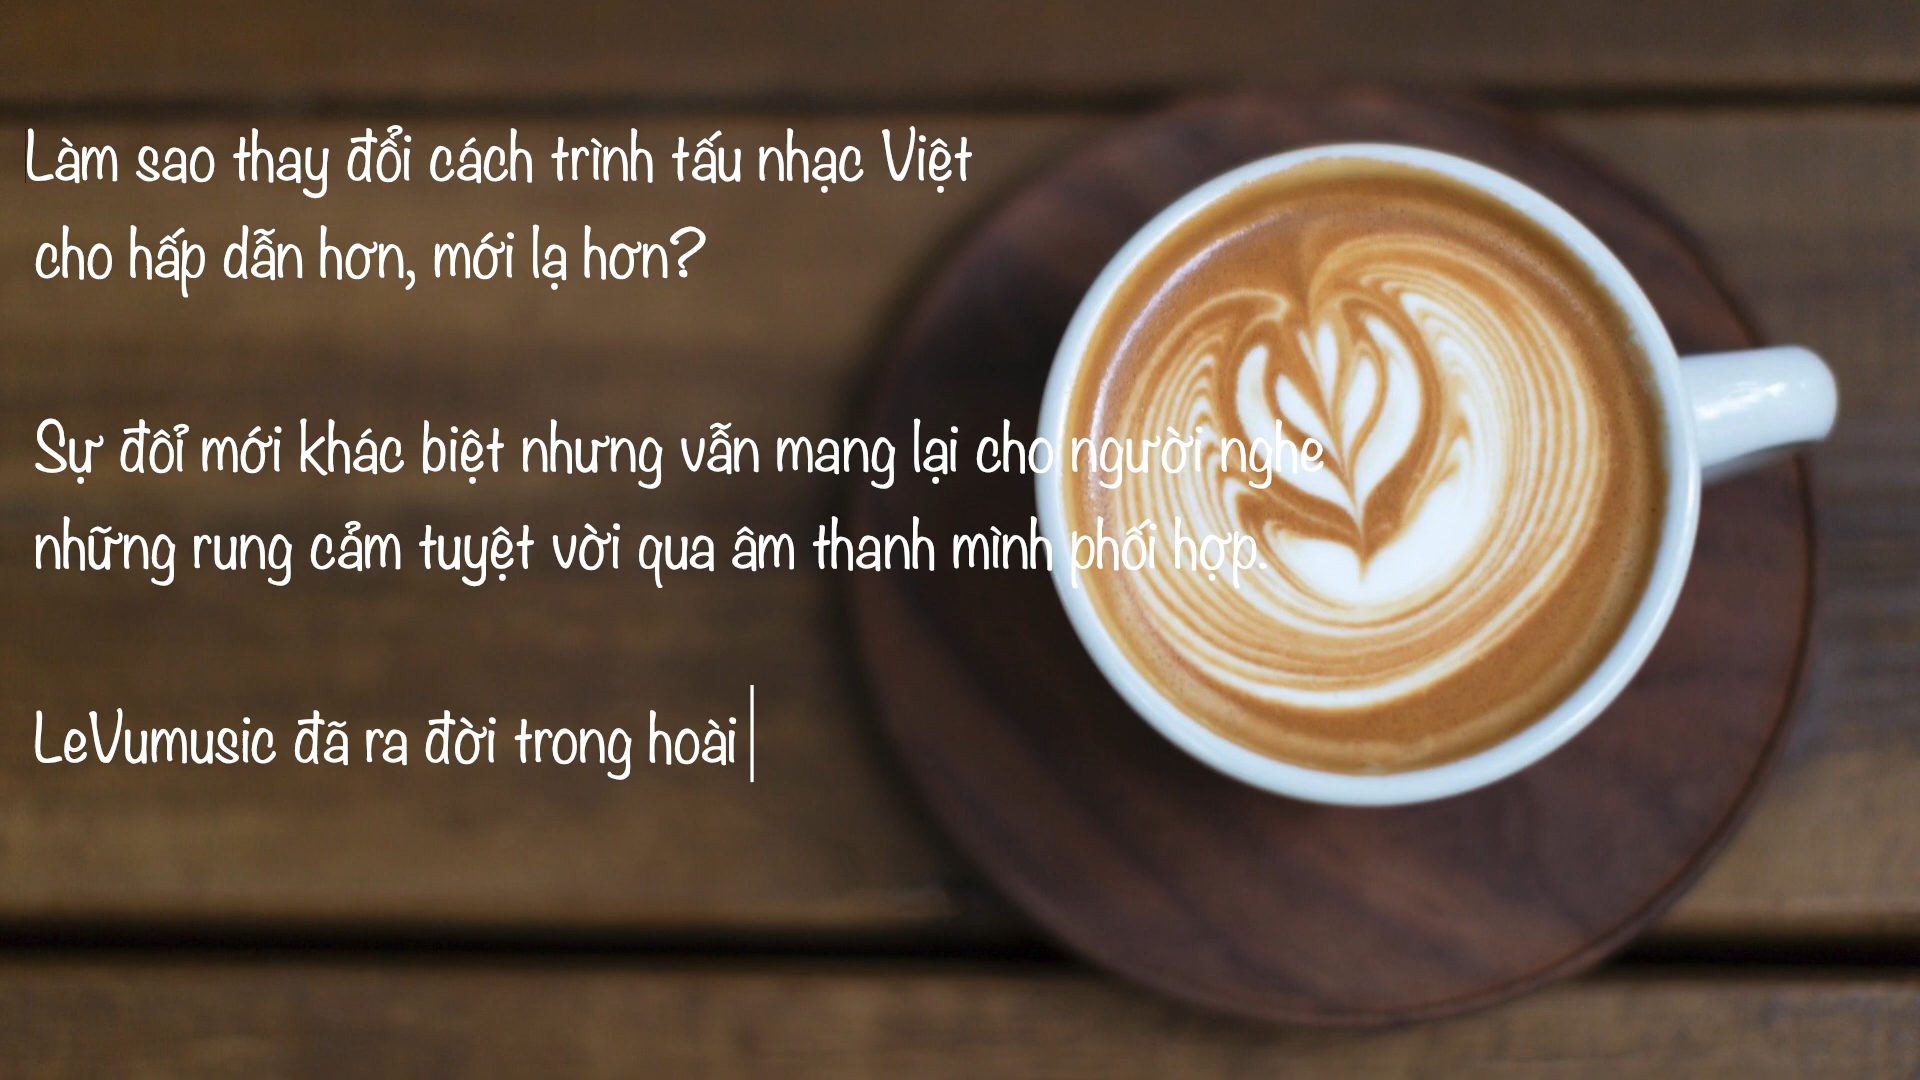 Làm sao thay đổi cách trình tấu nhạc Việt
cho hấp dẫn hơn, mới lạ hơn?
Sự đổi mới khác biệt nhưng vẫn mang lại cho người nghe
những rung cảm tuyệt vời qua âm thanh mình phối hợp.
LeVumusic đã ra đời trong hoài